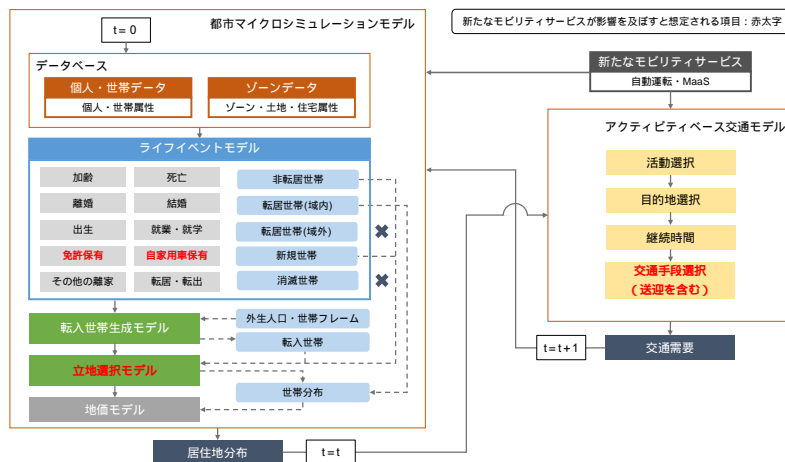 都市マイクロシミュレーションモデル
新たなモビリティサービスが影響を及ぼすと想定される項目：赤太字
t = 0
データベース
個人・世帯データ
個人・世帯属性
ゾーンデータ
ゾーン・土地・住宅属性
ライフイベントモデル
加齢
死亡
非転居世帯
離婚
結婚
転居世帯(域内)
出生
就業・就学
転居世帯(域外)
免許保有
自家用車保有
新規世帯
その他の離家
転居・転出
消滅世帯
転入世帯生成モデル
外生人口・世帯フレーム
転入世帯
立地選択モデル
世帯分布
地価モデル
居住地分布
t = t
新たなモビリティサービス
自動運転・MaaS
アクティビティベース交通モデル
活動選択
目的地選択
継続時間
交通手段選択
（送迎を含む）
t = t + 1
交通需要